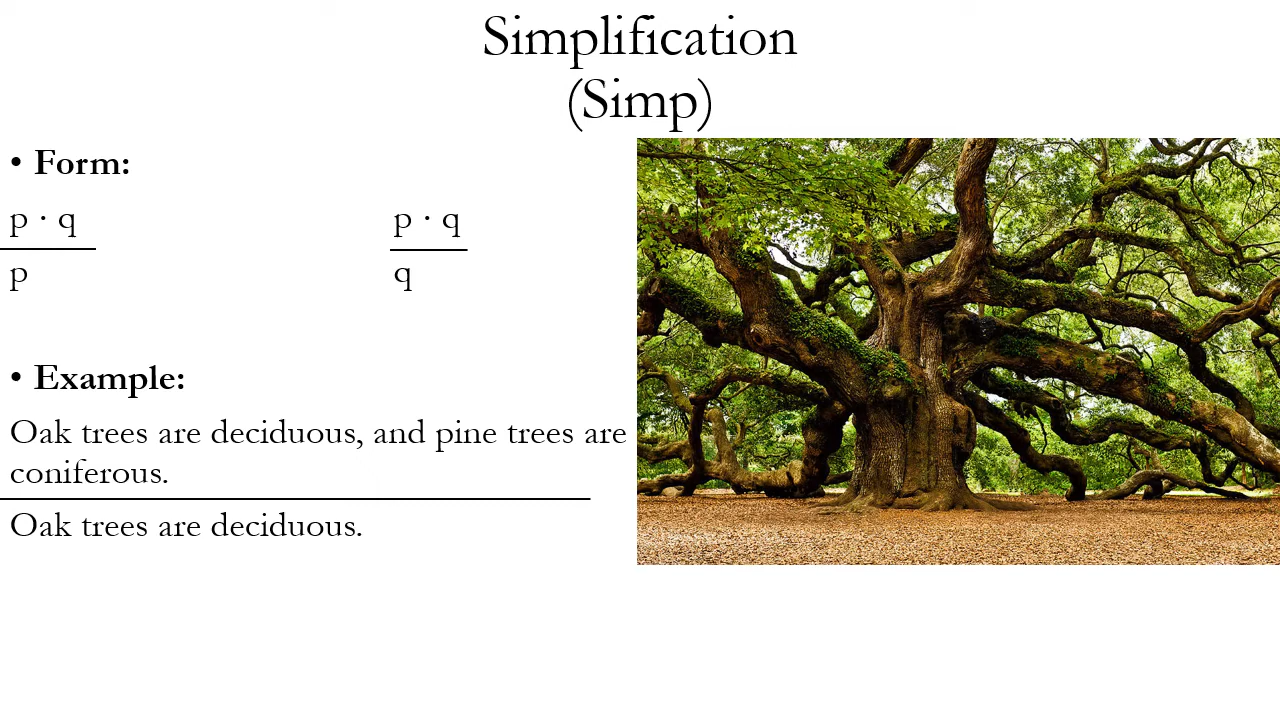 Simplification
(Simp)
• Form:
p · q    p · q
p    q
• Example:
Oak trees are deciduous, and pine trees are
coniferous.
Oak trees are deciduous.